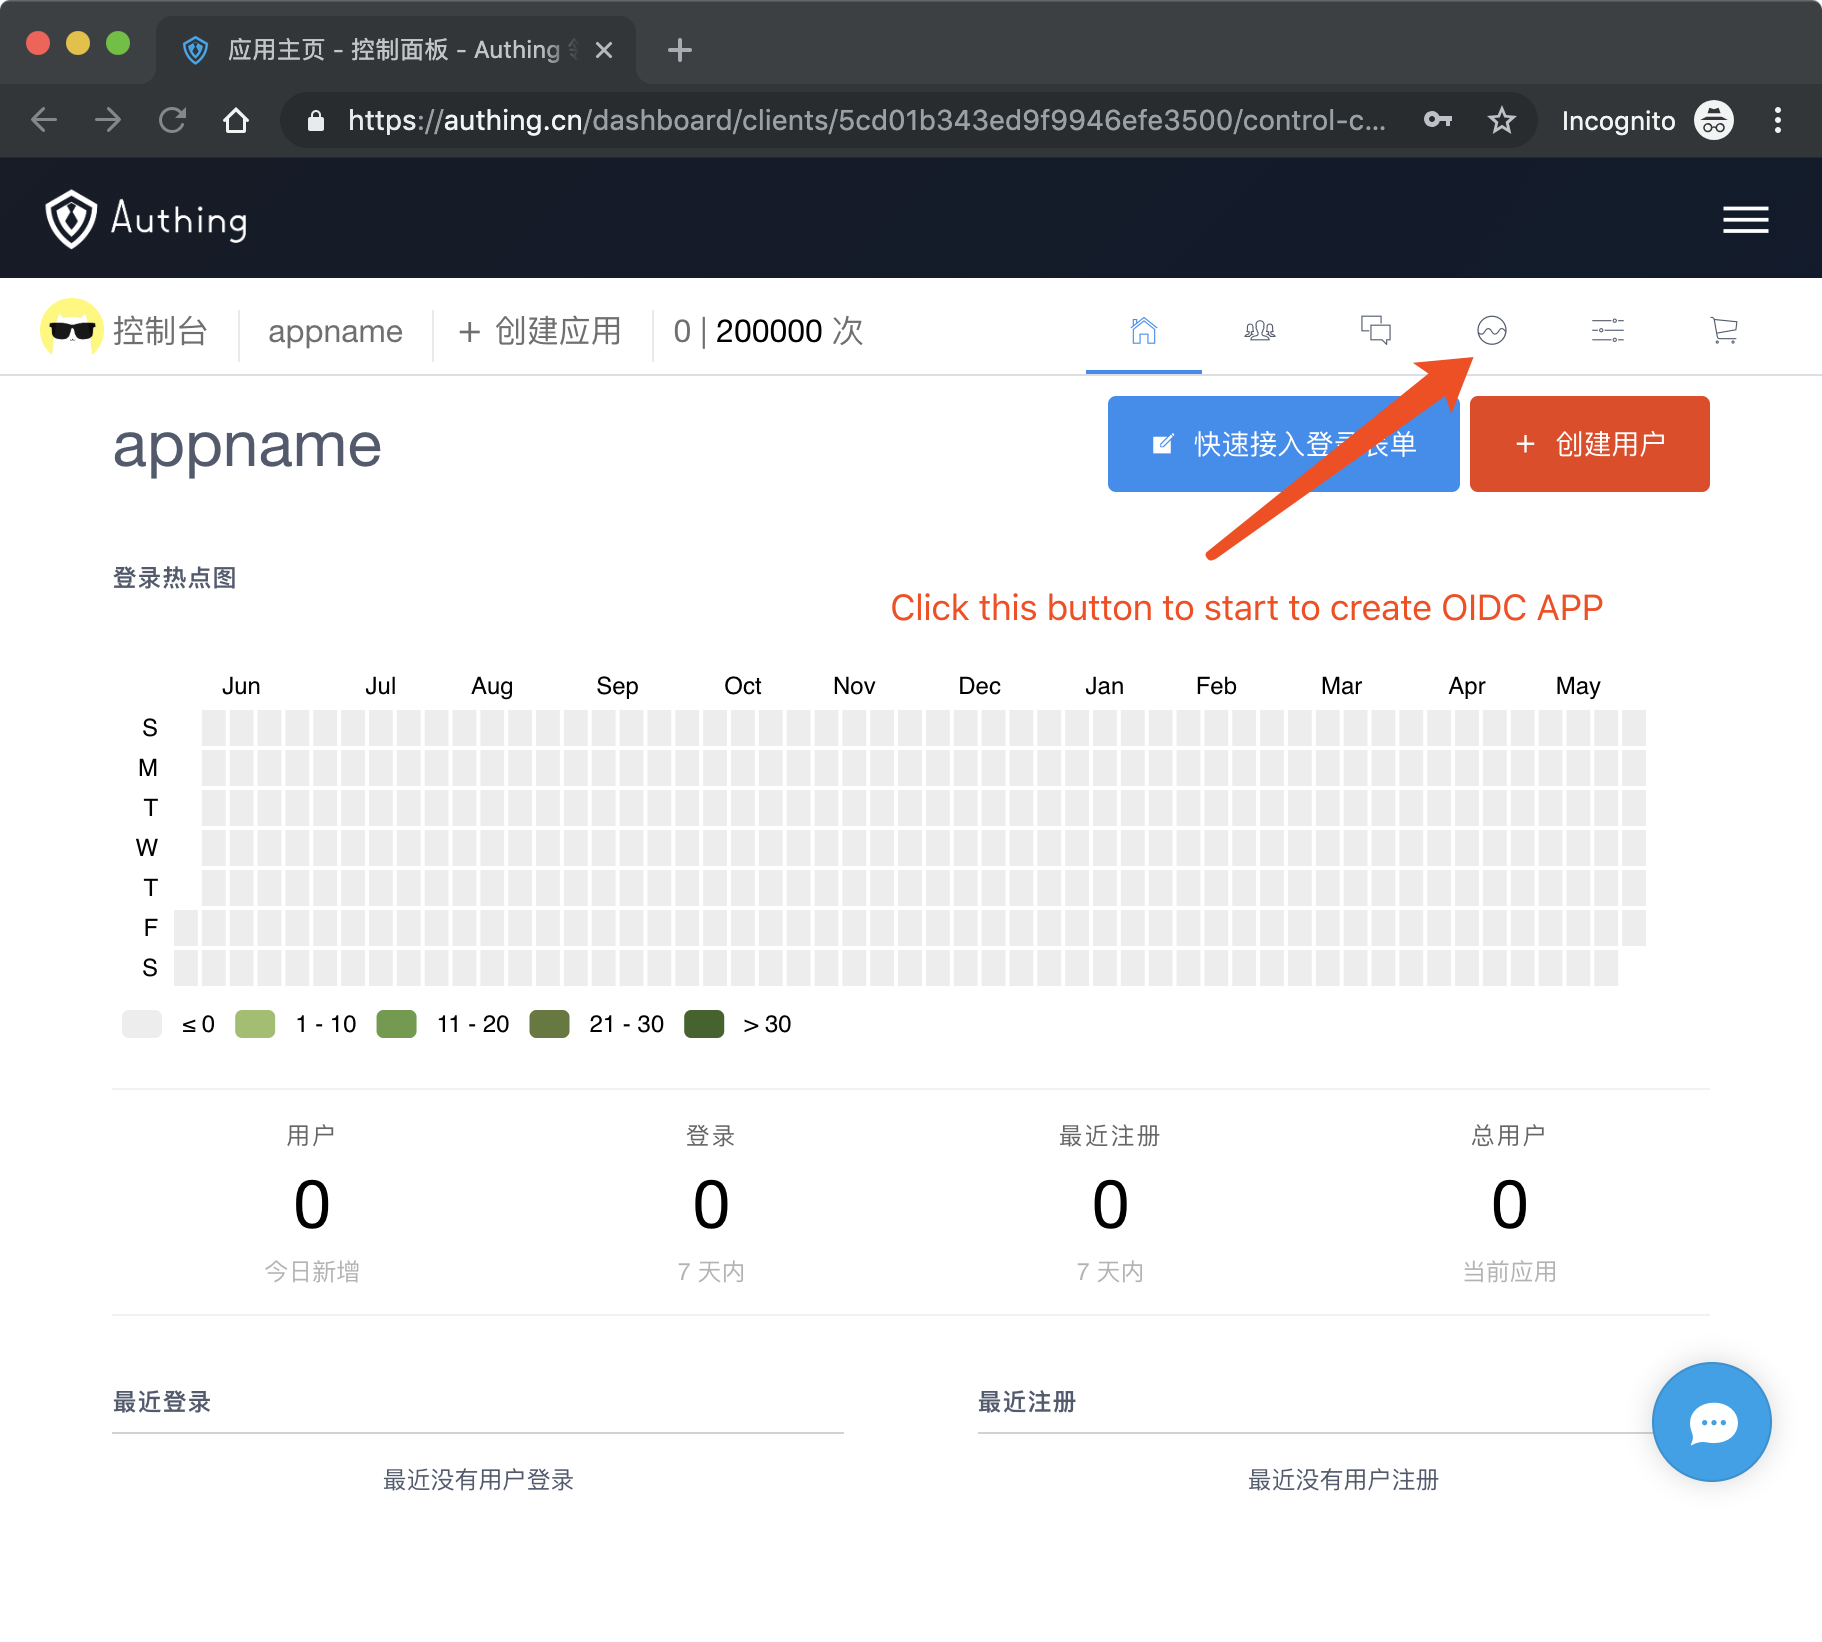 应用主页 - 控制面板 - Authing
https://authing.cn/dashboard/clients/5cd01b343ed9f9946efe3500/control-c...
Incognito
Authing
控制台
appname
+ 创建应用
0 | 200000 次
appname
快速接入登录表单
+ 创建用户
登录热点图
Click this button to start to create OIDC APP
Jun Jul Aug Sep Oct Nov Dec Jan Feb Mar Apr May
S
M
T
W
T
F
S
≤ 0 1 - 10 11 - 20 21 - 30 > 30
用户 登录 最近注册 总用户
0 0 0 0
今日新增 7 天内 7 天内 当前应用
最近登录 最近注册
最近没有用户登录 最近没有用户注册